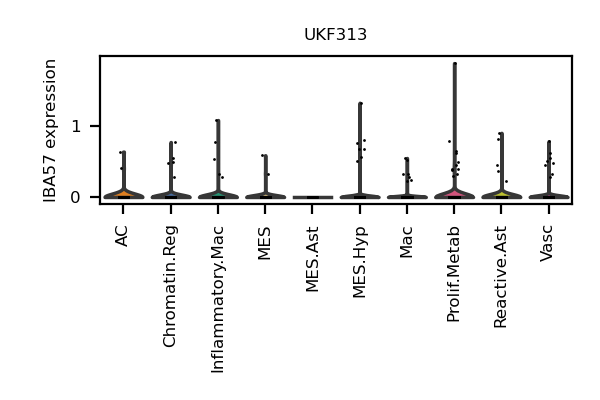 UKF313
IBA57 expression
1
0
AC
Chromatin.Reg
Inflammatory.Mac
MES
MES.Ast
MES.Hyp
Mac
Prolif.Metab
Reactive.Ast
Vasc